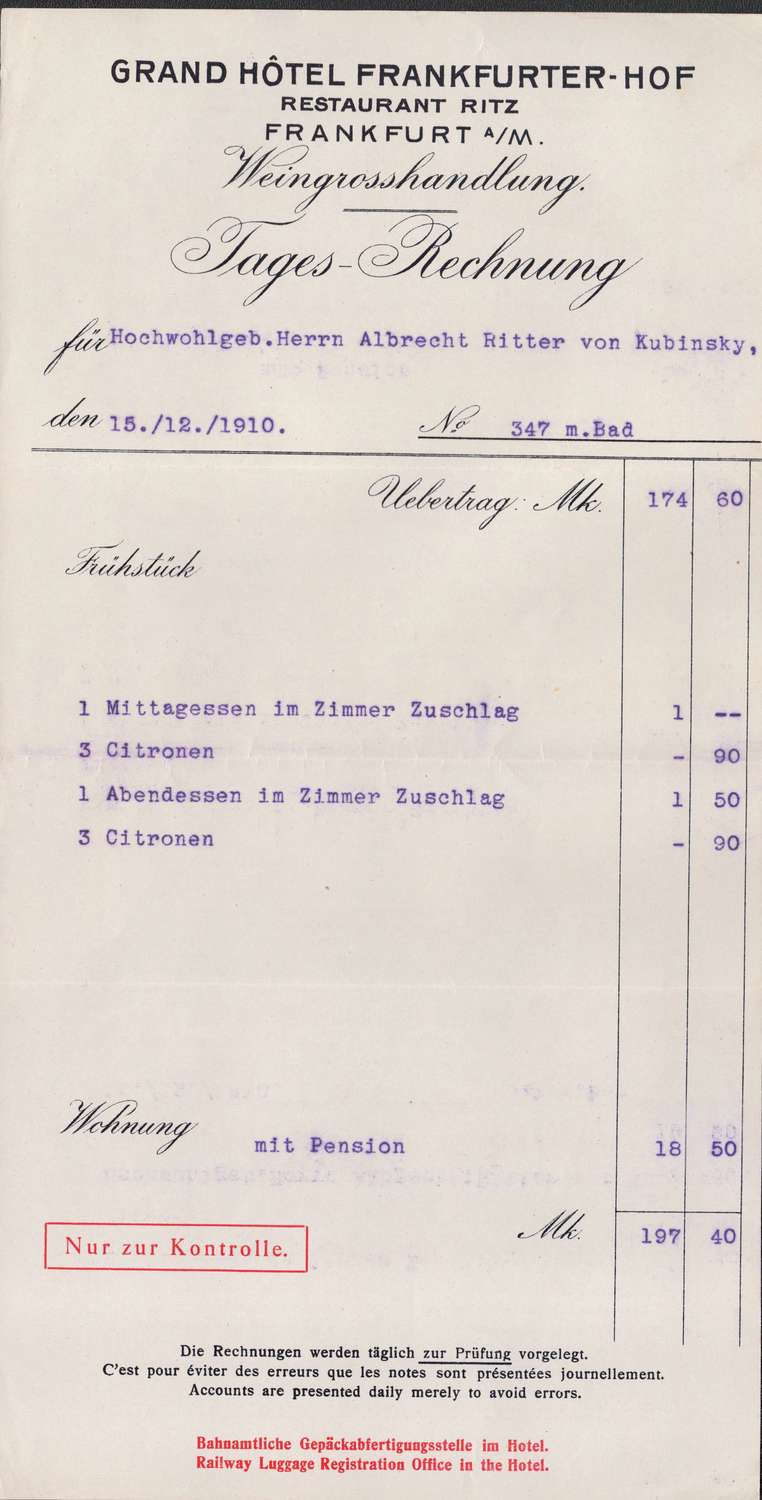 GRAND HÔTEL FRANKFURTER-HOF
RESTAURANT RITZ
FRANKFURT A/M.
Weingrosshandlung.
Tages-Rechnung
für Hochwohlgeb.Herrn Albrecht Ritter von Kubinsky,
den 15./12./1910. No 347 m.Bad
Uebertrag: Mk. 174 60
Frühstück
1 Mittagessen im Zimmer Zuschlag 1 --
3 Citronen - 90
1 Abendessen im Zimmer Zuschlag 1 50
3 Citronen - 90
Wohnung mit Pension 18 50
Mk. 197 40
Nur zur Kontrolle.
Die Rechnungen werden täglich zur Prüfung vorgelegt.
C'est pour éviter des erreurs que les notes sont présentées journellement.
Accounts are presented daily merely to avoid errors.
Bahnamtliche Gepäckabfertigungsstelle im Hotel.
Railway Luggage Registration Office in the Hotel.